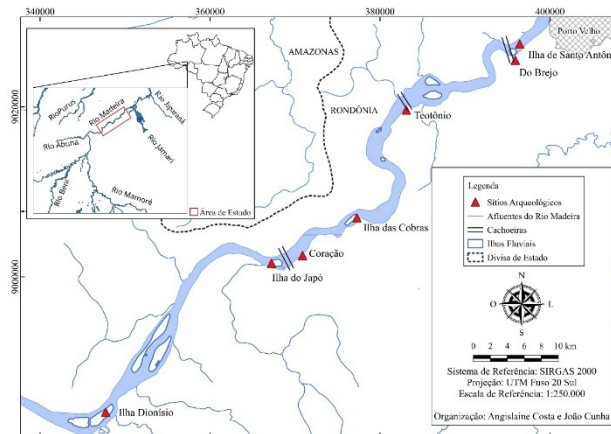 340000
360000
380000
400000
Porto Velho
AMAZONAS
Ilha de Santo Antôn
Do Brejo
9020000
RioPurus
Rio Madeira
Rio Jiparaná
RONDÔNIA
Teotônio
Rio Abunã
Rio Jamari
Rio Beni
Rio Mamoré
Área de Estudo
Legenda
Sítios Arqueológicos
Afluentes do Rio Madeira
Cachoeiras
Ilhas Fluviais
Divisa de Estado
Ilha das Cobras
Coração
9000000
Ilha do Japó
N
O
L
S
0 2 4 6 8 10 km
Sistema de Referência: SIRGAS 2000
Projeção: UTM Fuso 20 Sul
Escala de Referência: 1:250.000
Ilha Dionísio
Organização: Angislaine Costa e João Cunha